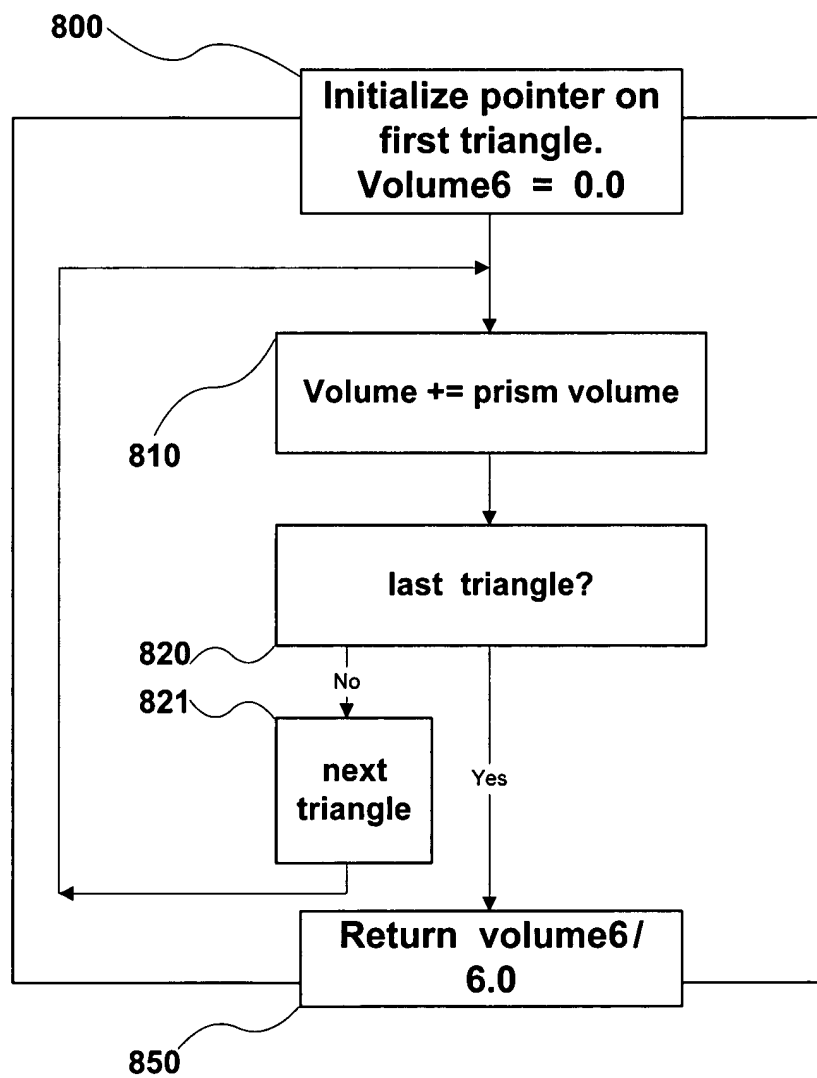 800
Initialize pointer on
first triangle.
Volume6 = 0.0
Volume += prism volume
810
last triangle?
820
No
821
next
triangle
Yes
Return volume6/
6.0
850